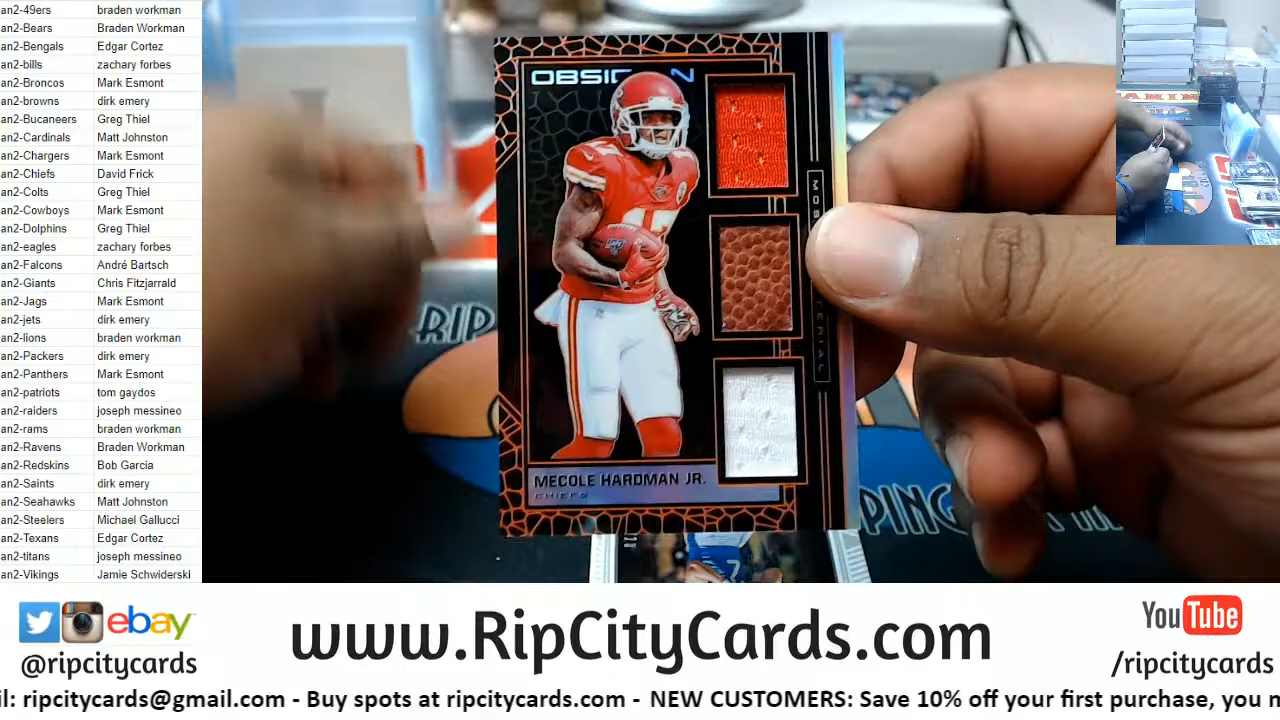 an2-49ers braden workman
an2-Bears Braden Workman
an2-Bengals Edgar Cortez
an2-bills zachary forbes
an2-Broncos Mark Esmont
an2-browns dirk emery
an2-Bucaneers Greg Thiel
an2-Cardinals Matt Johnston
an2-Chargers Mark Esmont
an2-Chiefs David Frick
an2-Colts Greg Thiel
an2-Cowboys Mark Esmont
an2-Dolphins Greg Thiel
an2-eagles zachary forbes
an2-Falcons André Bartsch
an2-Giants Chris Fitzjarrald
an2-Jags Mark Esmont
an2-jets dirk emery
an2-lions braden workman
an2-Packers dirk emery
an2-Panthers Mark Esmont
an2-patriots tom gaydos
an2-raiders joseph messineo
an2-rams braden workman
an2-Ravens Braden Workman
an2-Redskins Bob Garcia
an2-Saints dirk emery
an2-Seahawks Matt Johnston
an2-Steelers Michael Gallucci
an2-Texans Edgar Cortez
an2-titans joseph messineo
an2-Vikings Jamie Schwiderski
OBSIDIAN
MECOLE HARDMAN JR.
CHIEFS
17
RIP
PING
PANINI
ebay
@ripcitycards
www.RipCityCards.com
YouTube
/ripcitycards
il: ripcitycards@gmail.com - Buy spots at ripcitycards.com - NEW CUSTOMERS: Save 10% off your first purchase, you